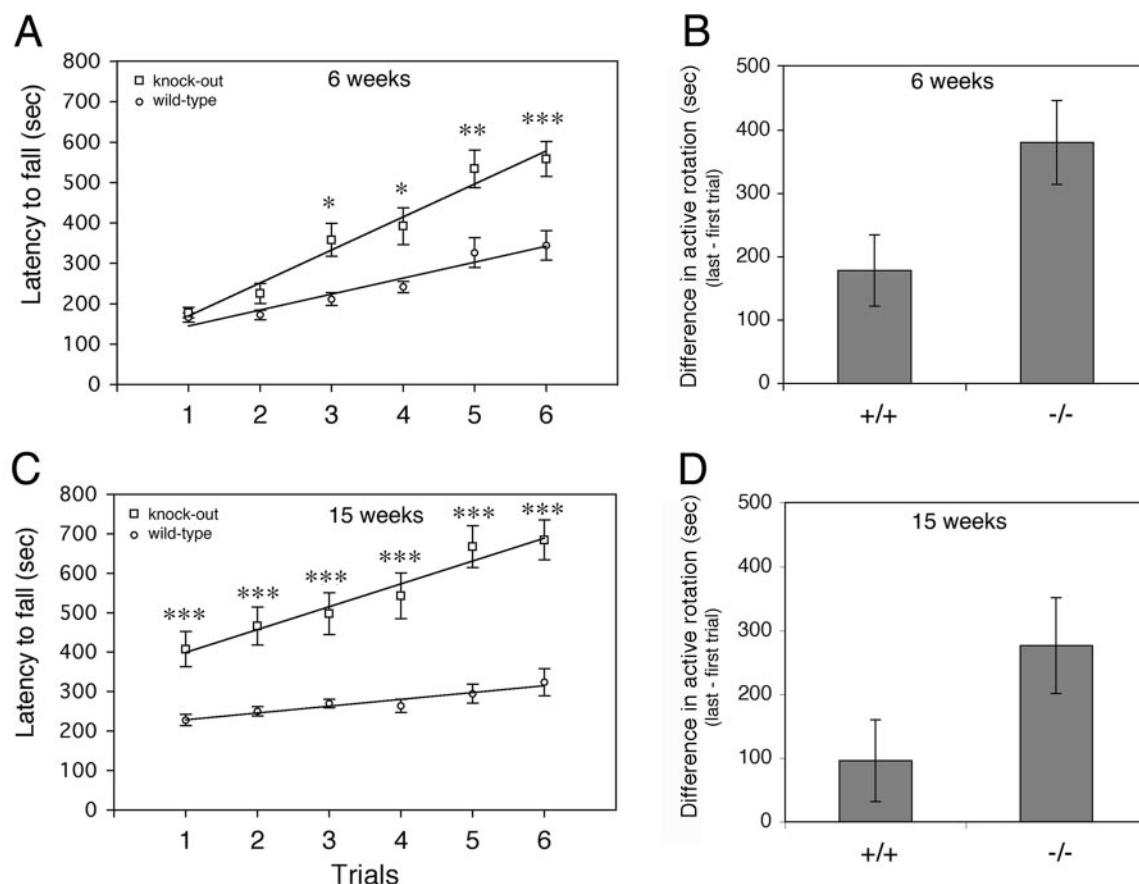 A
6 weeks
knock-out
wild-type
Latency to fall (sec)
800
700
600
500
400
300
200
100
0
* * ** ***
1 2 3 4 5 6
B
6 weeks
Difference in active rotation (sec)
(last - first trial)
500
400
300
200
100
0
+/+ -/-
C
15 weeks
knock-out
wild-type
Latency to fall (sec)
800
700
600
500
400
300
200
100
0
*** *** *** *** *** ***
1 2 3 4 5 6
Trials
D
15 weeks
Difference in active rotation (sec)
(last - first trial)
500
400
300
200
100
0
+/+ -/-